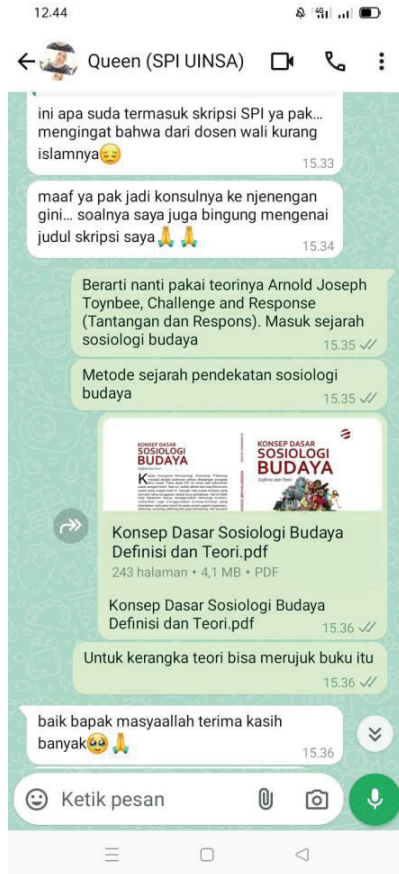 12.44
4G
Queen (SPI UINSA)
ini apa suda termasuk skripsi SPI ya pak...
mengingat bahwa dari dosen wali kurang
islamnya😔
15.33
maaf ya pak jadi konsulnya ke njenengan
gini... soalnya saya juga bingung mengenai
judul skripsi saya🙏🙏
15.34
Berarti nanti pakai teorinya Arnold Joseph
Toynbee, Challenge and Response
(Tantangan dan Respons). Masuk sejarah
sosiologi budaya
15.35
Metode sejarah pendekatan sosiologi
budaya
15.35
KONSEP DASAR
SOSIOLOGI
BUDAYA
Definisi dan Teori
KONSEP DASAR
SOSIOLOGI
BUDAYA
Definisi dan Teori
Konsep Dasar Sosiologi Budaya
Definisi dan Teori.pdf
243 halaman • 4,1 MB • PDF
Konsep Dasar Sosiologi Budaya
Definisi dan Teori.pdf
15.36
Untuk kerangka teori bisa merujuk buku itu
15.36
baik bapak masyaallah terima kasih
banyak🥹🙏
15.36
Ketik pesan